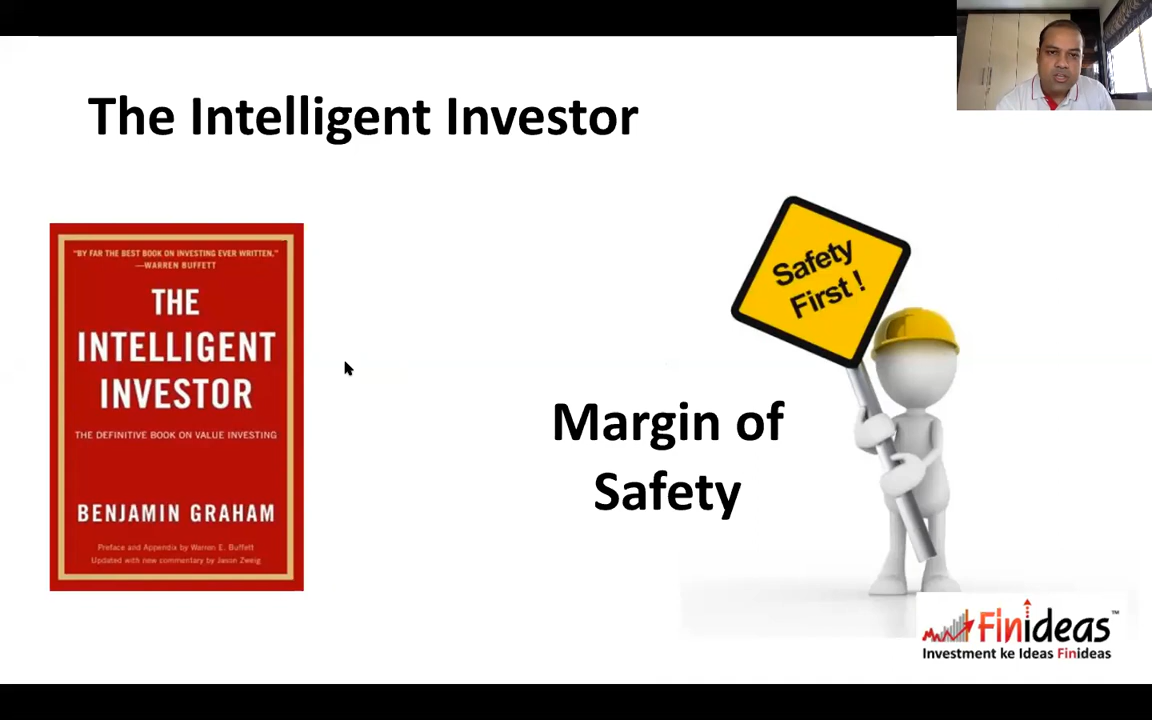 The Intelligent Investor
"BY FAR THE BEST BOOK ON INVESTING EVER WRITTEN."
—WARREN BUFFETT
THE
INTELLIGENT
INVESTOR
THE DEFINITIVE BOOK ON VALUE INVESTING
BENJAMIN GRAHAM
Preface and Appendix by Warren E. Buffett
Updated with new commentary by Jason Zweig
Safety
First !
Margin of
Safety
Finideas™
Investment ke Ideas Finideas